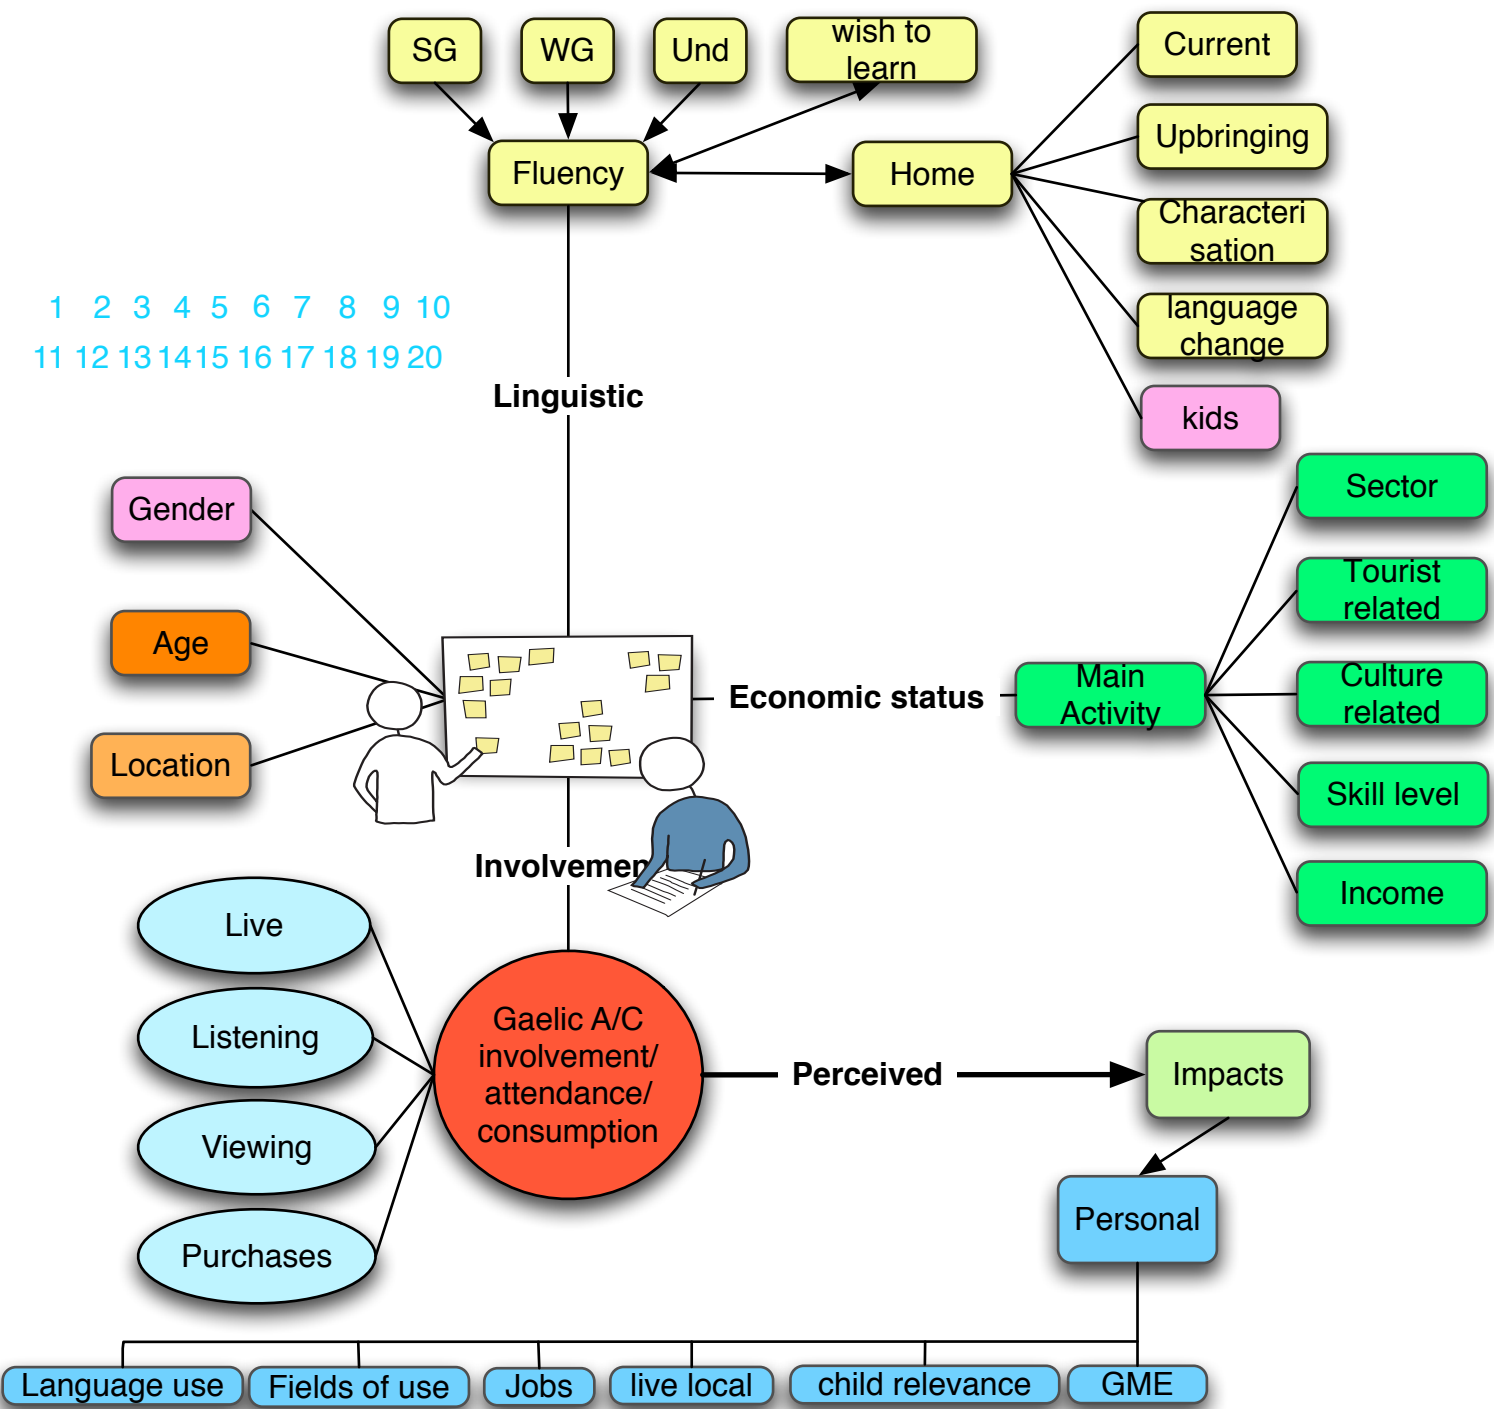 SG
WG
Und
wish to
learn
Current
Upbringing
Fluency
Home
Characteri
sation
language
change
kids
1 2 3 4 5 6 7 8 9 10
11 12 13 14 15 16 17 18 19 20
Linguistic
Gender
Age
Location
Sector
Tourist
related
Economic status
Main
Activity
Culture
related
Skill level
Income
Involvemen
Live
Listening
Viewing
Purchases
Gaelic A/C
involvement/
attendance/
consumption
Perceived
Impacts
Personal
Language use
Fields of use
Jobs
live local
child relevance
GME